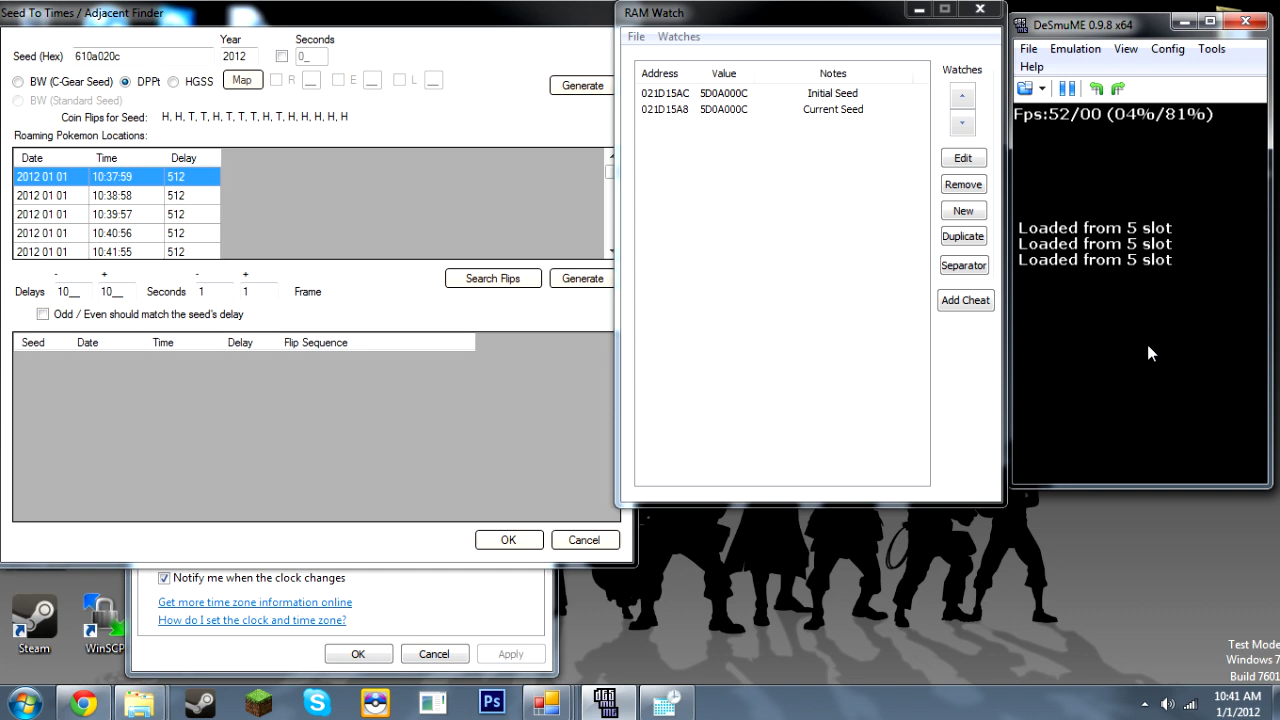 Seed To Times / Adjacent Finder
Seed (Hex) 610a020c
Year
2012
Seconds
0_
BW (C-Gear Seed) DPPt HGSS Map R __ E __ L __
Generate
BW (Standard Seed)
Coin Flips for Seed: H, H, T, T, H, T, T, T, H, T, H, H, H, H, H
Roaming Pokemon Locations:
Date Time Delay
2012 01 01 10:37:59 512
2012 01 01 10:38:58 512
2012 01 01 10:39:57 512
2012 01 01 10:40:56 512
2012 01 01 10:41:55 512
- + - +
Delays 10__ 10__ Seconds 1 1 Frame
Search Flips Generate
Odd / Even should match the seed's delay
Seed Date Time Delay Flip Sequence
OK Cancel
Notify me when the clock changes
Get more time zone information online
How do I set the clock and time zone?
OK Cancel Apply
RAM Watch
File Watches
Address Value Notes
021D15AC 5D0A000C Initial Seed
021D15A8 5D0A000C Current Seed
Watches
Edit
Remove
New
Duplicate
Separator
Add Cheat
DeSmuME 0.9.8 x64
File Emulation View Config Tools
Help
Fps:52/00 (04%/81%)
Loaded from 5 slot
Loaded from 5 slot
Loaded from 5 slot
Steam
WinSCP
Test Mode
Windows 7
Build 7601
Ps
10:41 AM
1/1/2012